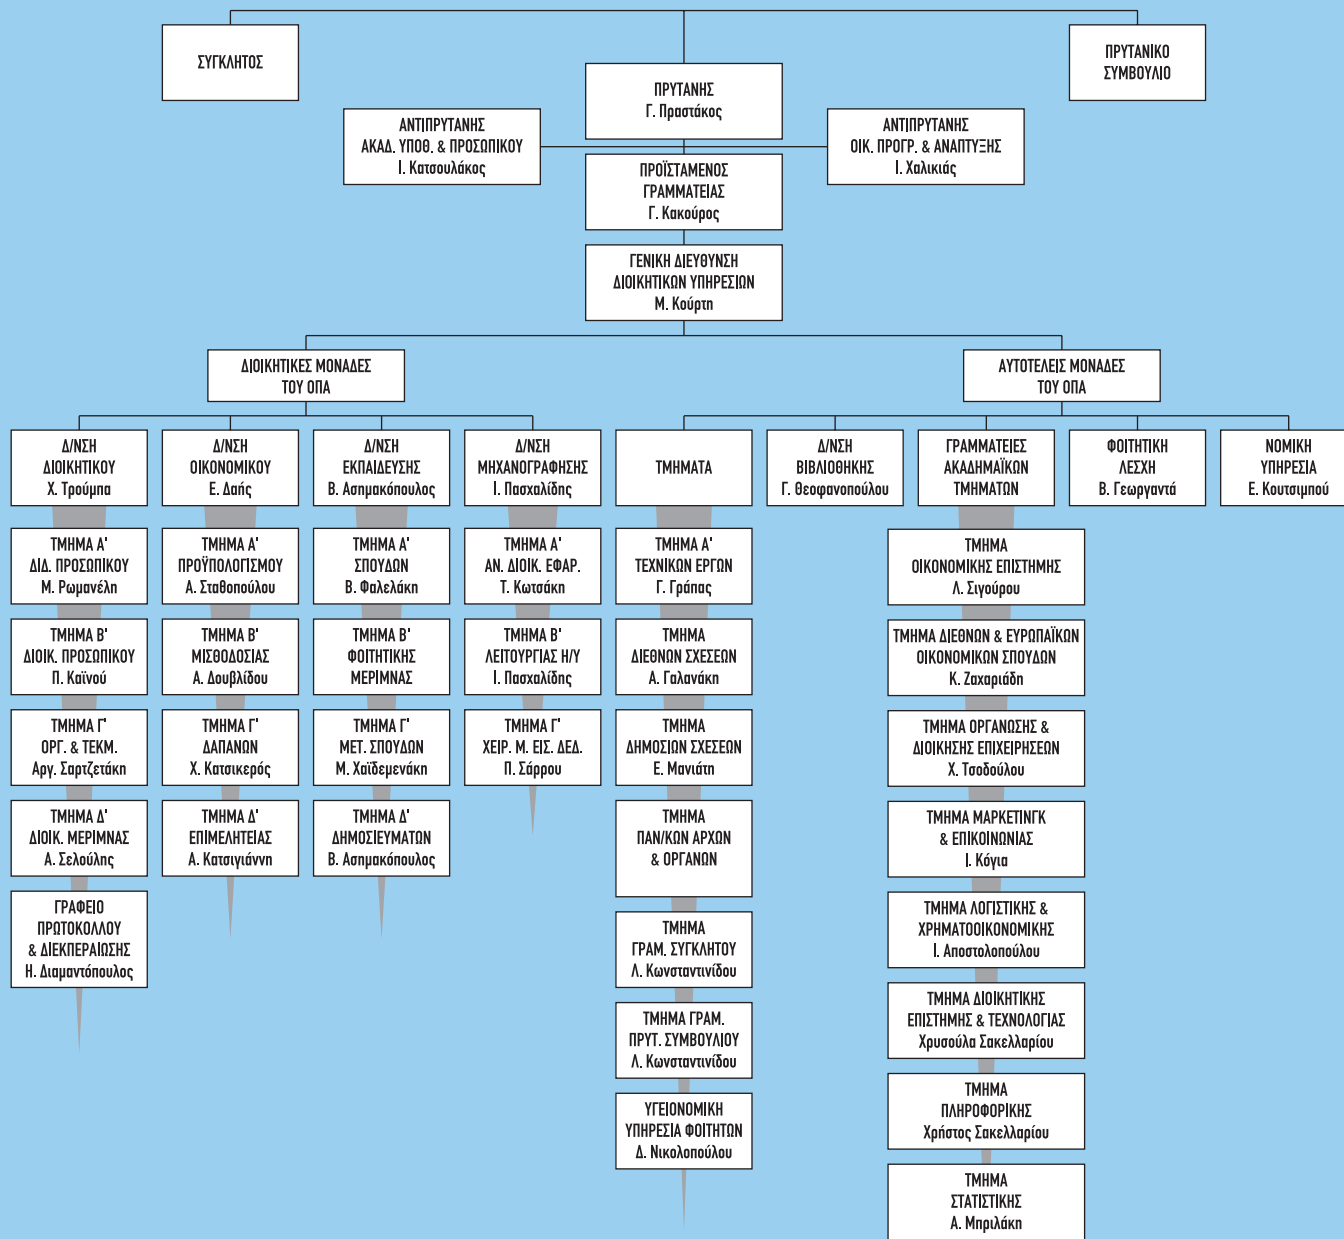 ΣΥΓΚΛΗΤΟΣ
ΠΡΥΤΑΝΙΚΟ
ΣΥΜΒΟΥΛΙΟ
ΠΡΥΤΑΝΗΣ
Γ. Πραστάκος
ΑΝΤΙΠΡΥΤΑΝΗΣ
ΑΚΑΔ. ΥΠΟΘ. & ΠΡΟΣΩΠΙΚΟΥ
Ι. Κατσουλάκος
ΑΝΤΙΠΡΥΤΑΝΗΣ
ΟΙΚ. ΠΡΟΓΡ. & ΑΝΑΠΤΥΞΗΣ
Ι. Χαλικιάς
ΠΡΟΪΣΤΑΜΕΝΟΣ
ΓΡΑΜΜΑΤΕΙΑΣ
Γ. Κακούρος
ΓΕΝΙΚΗ ΔΙΕΥΘΥΝΣΗ
ΔΙΟΙΚΗΤΙΚΩΝ ΥΠΗΡΕΣΙΩΝ
Μ. Κούρτη
ΔΙΟΙΚΗΤΙΚΕΣ ΜΟΝΑΔΕΣ
ΤΟΥ ΟΠΑ
ΑΥΤΟΤΕΛΕΙΣ ΜΟΝΑΔΕΣ
ΤΟΥ ΟΠΑ
Δ/ΝΣΗ
ΔΙΟΙΚΗΤΙΚΟΥ
Χ. Τρούμπα
ΤΜΗΜΑ Α'
ΔΙΔ. ΠΡΟΣΩΠΙΚΟΥ
Μ. Ρωμανέλη
ΤΜΗΜΑ Β'
ΔΙΟΙΚ. ΠΡΟΣΩΠΙΚΟΥ
Π. Καϊνού
ΤΜΗΜΑ Γ'
ΟΡΓ. & ΤΕΚΜ.
Αργ. Σαρτζετάκη
ΤΜΗΜΑ Δ'
ΔΙΟΙΚ. ΜΕΡΙΜΝΑΣ
Α. Σελούλης
ΓΡΑΦΕΙΟ
ΠΡΩΤΟΚΟΛΛΟΥ
& ΔΙΕΚΠΕΡΑΙΩΣΗΣ
Η. Διαμαντόπουλος
Δ/ΝΣΗ
ΟΙΚΟΝΟΜΙΚΟΥ
Ε. Δαής
ΤΜΗΜΑ Α'
ΠΡΟΫΠΟΛΟΓΙΣΜΟΥ
Α. Σταθοπούλου
ΤΜΗΜΑ Β'
ΜΙΣΘΟΔΟΣΙΑΣ
Α. Δουβλίδου
ΤΜΗΜΑ Γ'
ΔΑΠΑΝΩΝ
Χ. Κατσικερός
ΤΜΗΜΑ Δ'
ΕΠΙΜΕΛΗΤΕΙΑΣ
Α. Κατσιγιάννη
Δ/ΝΣΗ
ΕΚΠΑΙΔΕΥΣΗΣ
Β. Ασημακόπουλος
ΤΜΗΜΑ Α'
ΣΠΟΥΔΩΝ
Β. Φαλελάκη
ΤΜΗΜΑ Β'
ΦΟΙΤΗΤΙΚΗΣ
ΜΕΡΙΜΝΑΣ
ΤΜΗΜΑ Γ'
ΜΕΤ. ΣΠΟΥΔΩΝ
Μ. Χαϊδεμενάκη
ΤΜΗΜΑ Δ'
ΔΗΜΟΣΙΕΥΜΑΤΩΝ
Β. Ασημακόπουλος
Δ/ΝΣΗ
ΜΗΧΑΝΟΓΡΑΦΗΣΗΣ
Ι. Πασχαλίδης
ΤΜΗΜΑ Α'
ΑΝ. ΔΙΟΙΚ. ΕΦΑΡ.
Τ. Κωτσάκη
ΤΜΗΜΑ Β'
ΛΕΙΤΟΥΡΓΙΑΣ Η/Υ
Ι. Πασχαλίδης
ΤΜΗΜΑ Γ'
ΧΕΙΡ. Μ. ΕΙΣ. ΔΕΔ.
Π. Σάρρου
ΤΜΗΜΑΤΑ
ΤΜΗΜΑ Α'
ΤΕΧΝΙΚΩΝ ΕΡΓΩΝ
Γ. Γράπας
ΤΜΗΜΑ
ΔΙΕΘΝΩΝ ΣΧΕΣΕΩΝ
Α. Γαλανάκη
ΤΜΗΜΑ
ΔΗΜΟΣΙΩΝ ΣΧΕΣΕΩΝ
Ε. Μανιάτη
ΤΜΗΜΑ
ΠΑΝ/ΚΩΝ ΑΡΧΩΝ
& ΟΡΓΑΝΩΝ
ΤΜΗΜΑ
ΓΡΑΜ. ΣΥΓΚΛΗΤΟΥ
Λ. Κωνσταντινίδου
ΤΜΗΜΑ ΓΡΑΜ.
ΠΡΥΤ. ΣΥΜΒΟΥΛΙΟΥ
Λ. Κωνσταντινίδου
ΥΓΕΙΟΝΟΜΙΚΗ
ΥΠΗΡΕΣΙΑ ΦΟΙΤΗΤΩΝ
Δ. Νικολοπούλου
Δ/ΝΣΗ
ΒΙΒΛΙΟΘΗΚΗΣ
Γ. Θεοφανοπούλου
ΓΡΑΜΜΑΤΕΙΕΣ
ΑΚΑΔΗΜΑΪΚΩΝ
ΤΜΗΜΑΤΩΝ
ΤΜΗΜΑ
ΟΙΚΟΝΟΜΙΚΗΣ ΕΠΙΣΤΗΜΗΣ
Λ. Σιγούρου
ΤΜΗΜΑ ΔΙΕΘΝΩΝ & ΕΥΡΩΠΑΪΚΩΝ
ΟΙΚΟΝΟΜΙΚΩΝ ΣΠΟΥΔΩΝ
Κ. Ζαχαριάδη
ΤΜΗΜΑ ΟΡΓΑΝΩΣΗΣ &
ΔΙΟΙΚΗΣΗΣ ΕΠΙΧΕΙΡΗΣΕΩΝ
Χ. Τσοδούλου
ΤΜΗΜΑ ΜΑΡΚΕΤΙΝΓΚ
& ΕΠΙΚΟΙΝΩΝΙΑΣ
Ι. Κόγια
ΤΜΗΜΑ ΛΟΓΙΣΤΙΚΗΣ &
ΧΡΗΜΑΤΟΟΙΚΟΝΟΜΙΚΗΣ
Ι. Αποστολοπούλου
ΤΜΗΜΑ ΔΙΟΙΚΗΤΙΚΗΣ
ΕΠΙΣΤΗΜΗΣ & ΤΕΧΝΟΛΟΓΙΑΣ
Χρυσούλα Σακελλαρίου
ΤΜΗΜΑ
ΠΛΗΡΟΦΟΡΙΚΗΣ
Χρήστος Σακελλαρίου
ΤΜΗΜΑ
ΣΤΑΤΙΣΤΙΚΗΣ
Α. Μπριλάκη
ΦΟΙΤΗΤΙΚΗ
ΛΕΣΧΗ
Β. Γεωργαντά
ΝΟΜΙΚΗ
ΥΠΗΡΕΣΙΑ
Ε. Κουτσιμπού